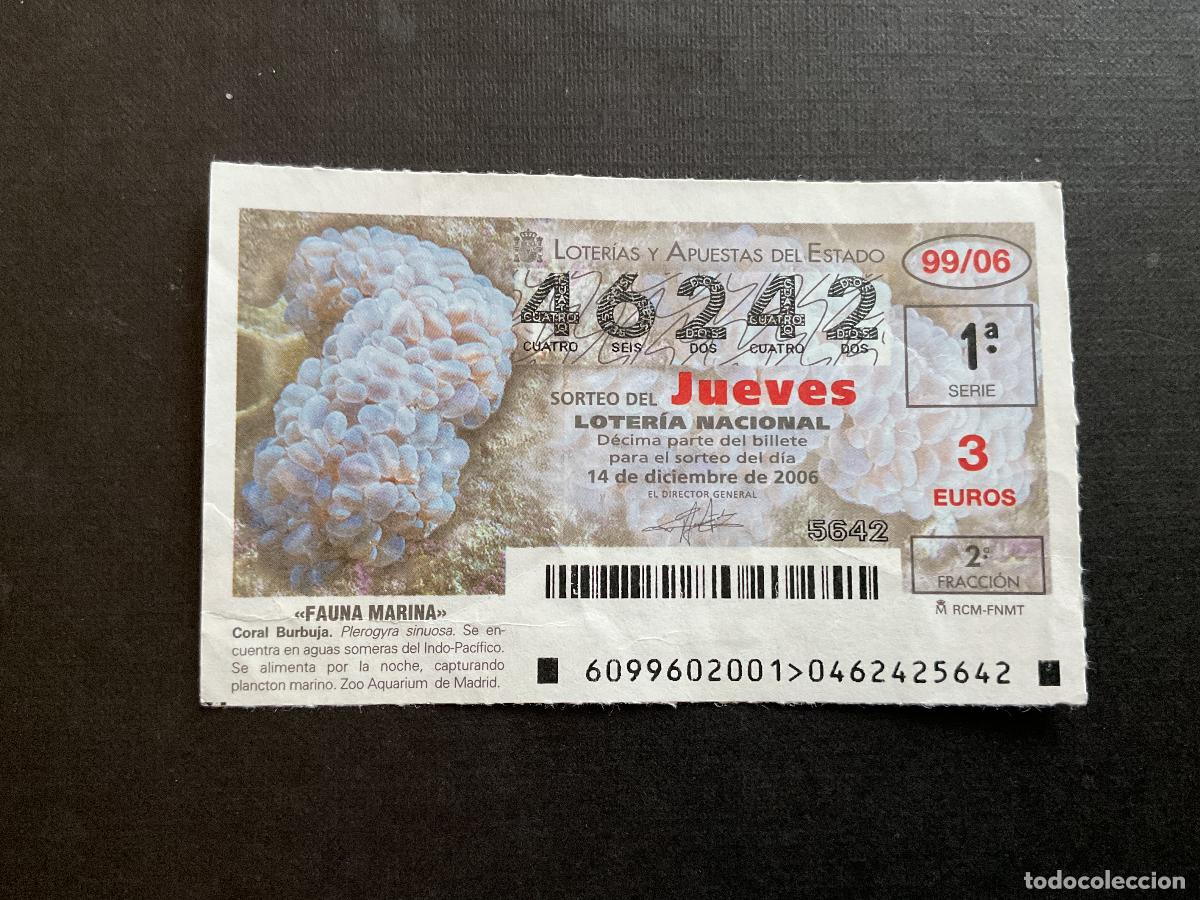 LOTERÍAS Y APUESTAS DEL ESTADO
99/06
46242
CUATRO SEIS DOS CUATRO DOS
1ª
SERIE
SORTEO DEL Jueves
LOTERÍA NACIONAL
Décima parte del billete
para el sorteo del día
14 de diciembre de 2006
EL DIRECTOR GENERAL
3
EUROS
5642
2ª
FRACCIÓN
RCM-FNMT
«FAUNA MARINA»
Coral Burbuja. Plerogyra sinuosa. Se en-
cuentra en aguas someras del Indo-Pacífico.
Se alimenta por la noche, capturando
plancton marino. Zoo Aquarium de Madrid.
6099602001>0462425642
todocoleccion